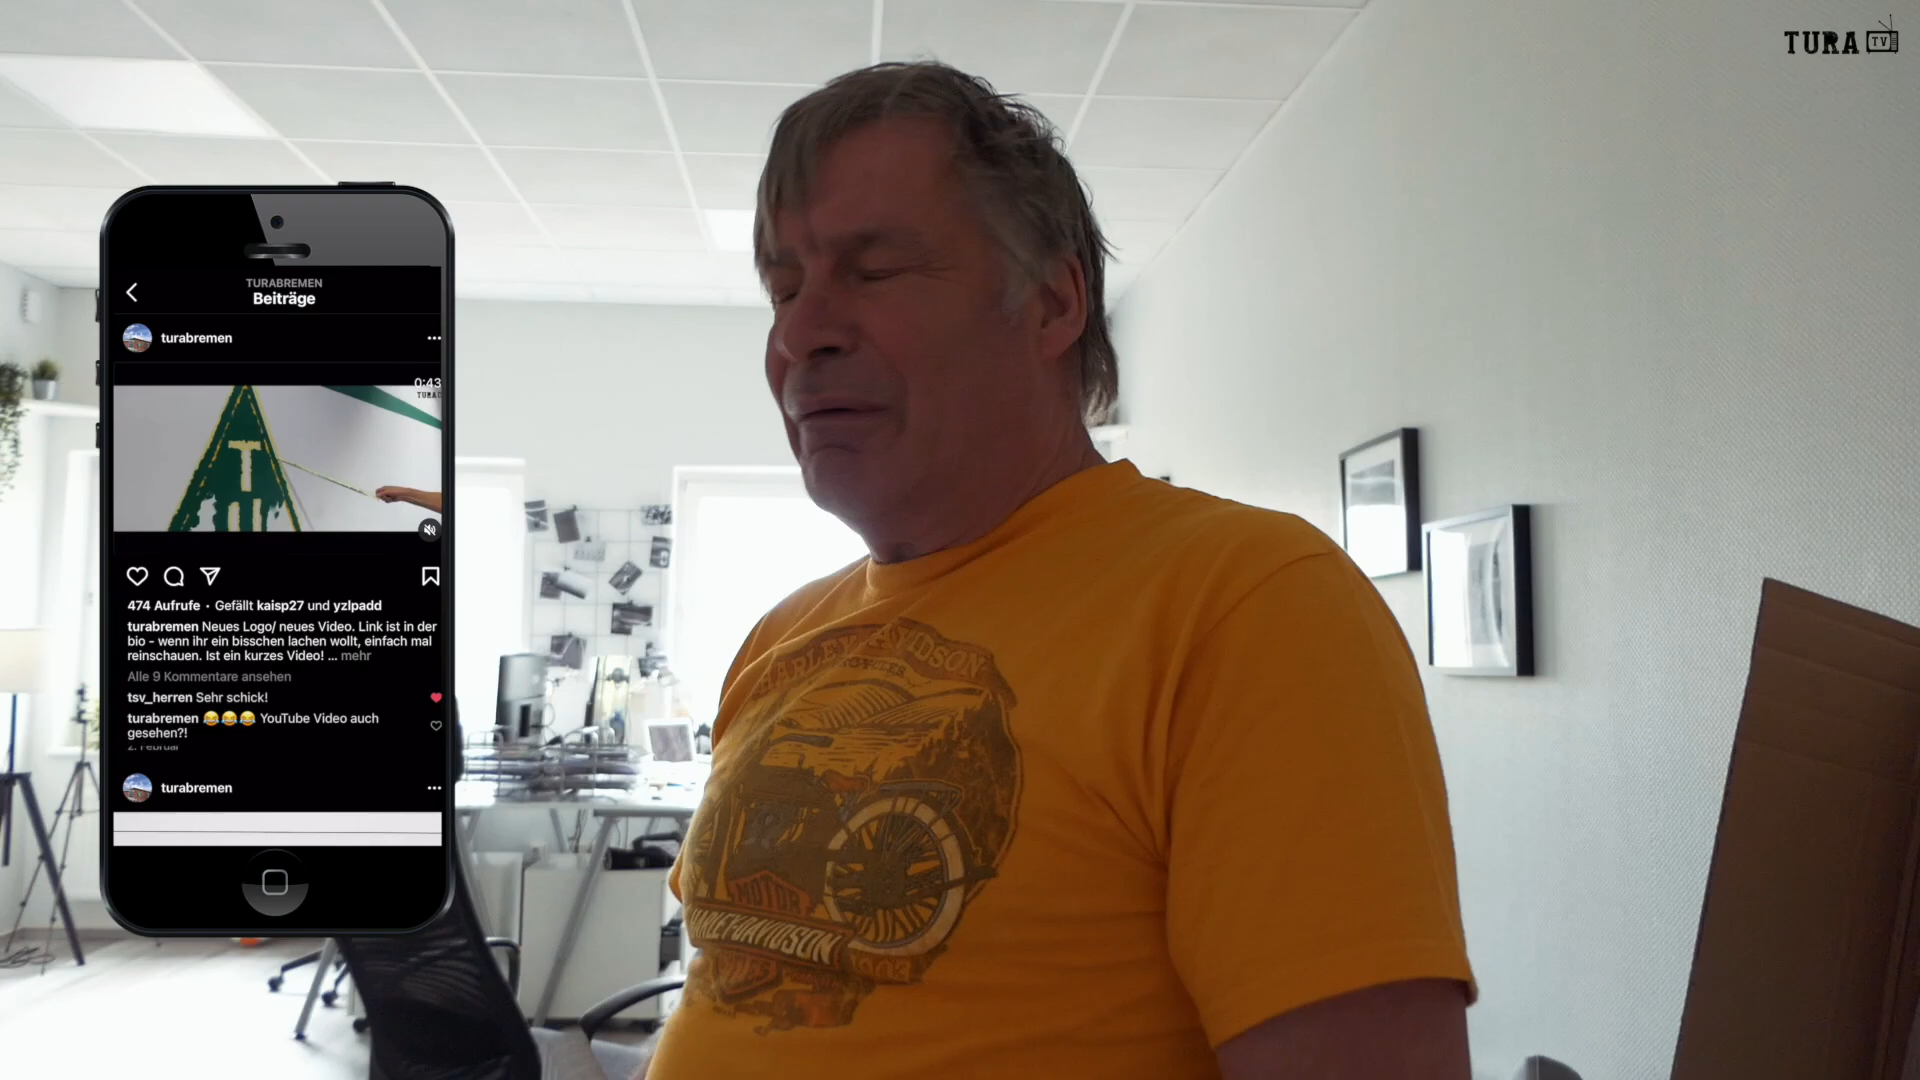 TURA TV
TURABREMEN
Beiträge
turabremen
0:43
T
474 Aufrufe · Gefällt kaisp27 und yzlpadd
turabremen Neues Logo/ neues Video. Link ist in der
bio - wenn ihr ein bisschen lachen wollt, einfach mal
reinschauen. Ist ein kurzes Video! ... mehr
Alle 9 Kommentare ansehen
tsv_herren Sehr schick!
turabremen 😂😂😂 YouTube Video auch
gesehen?!
2. Februar
turabremen
HARLEY-DAVIDSON
MOTOR
HARLEY-DAVIDSON